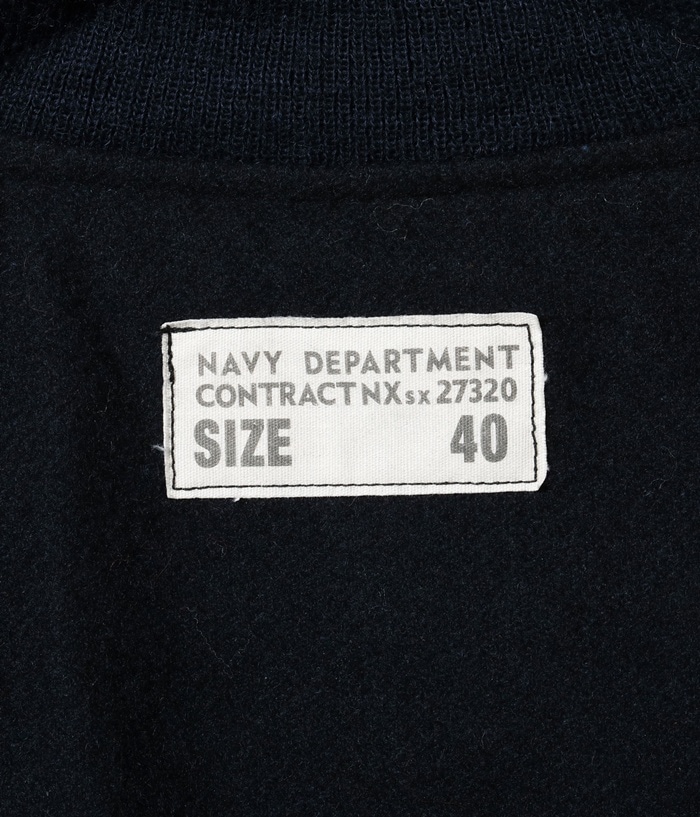 NAVY DEPARTMENT
CONTRACT NXsx 27320
SIZE 40